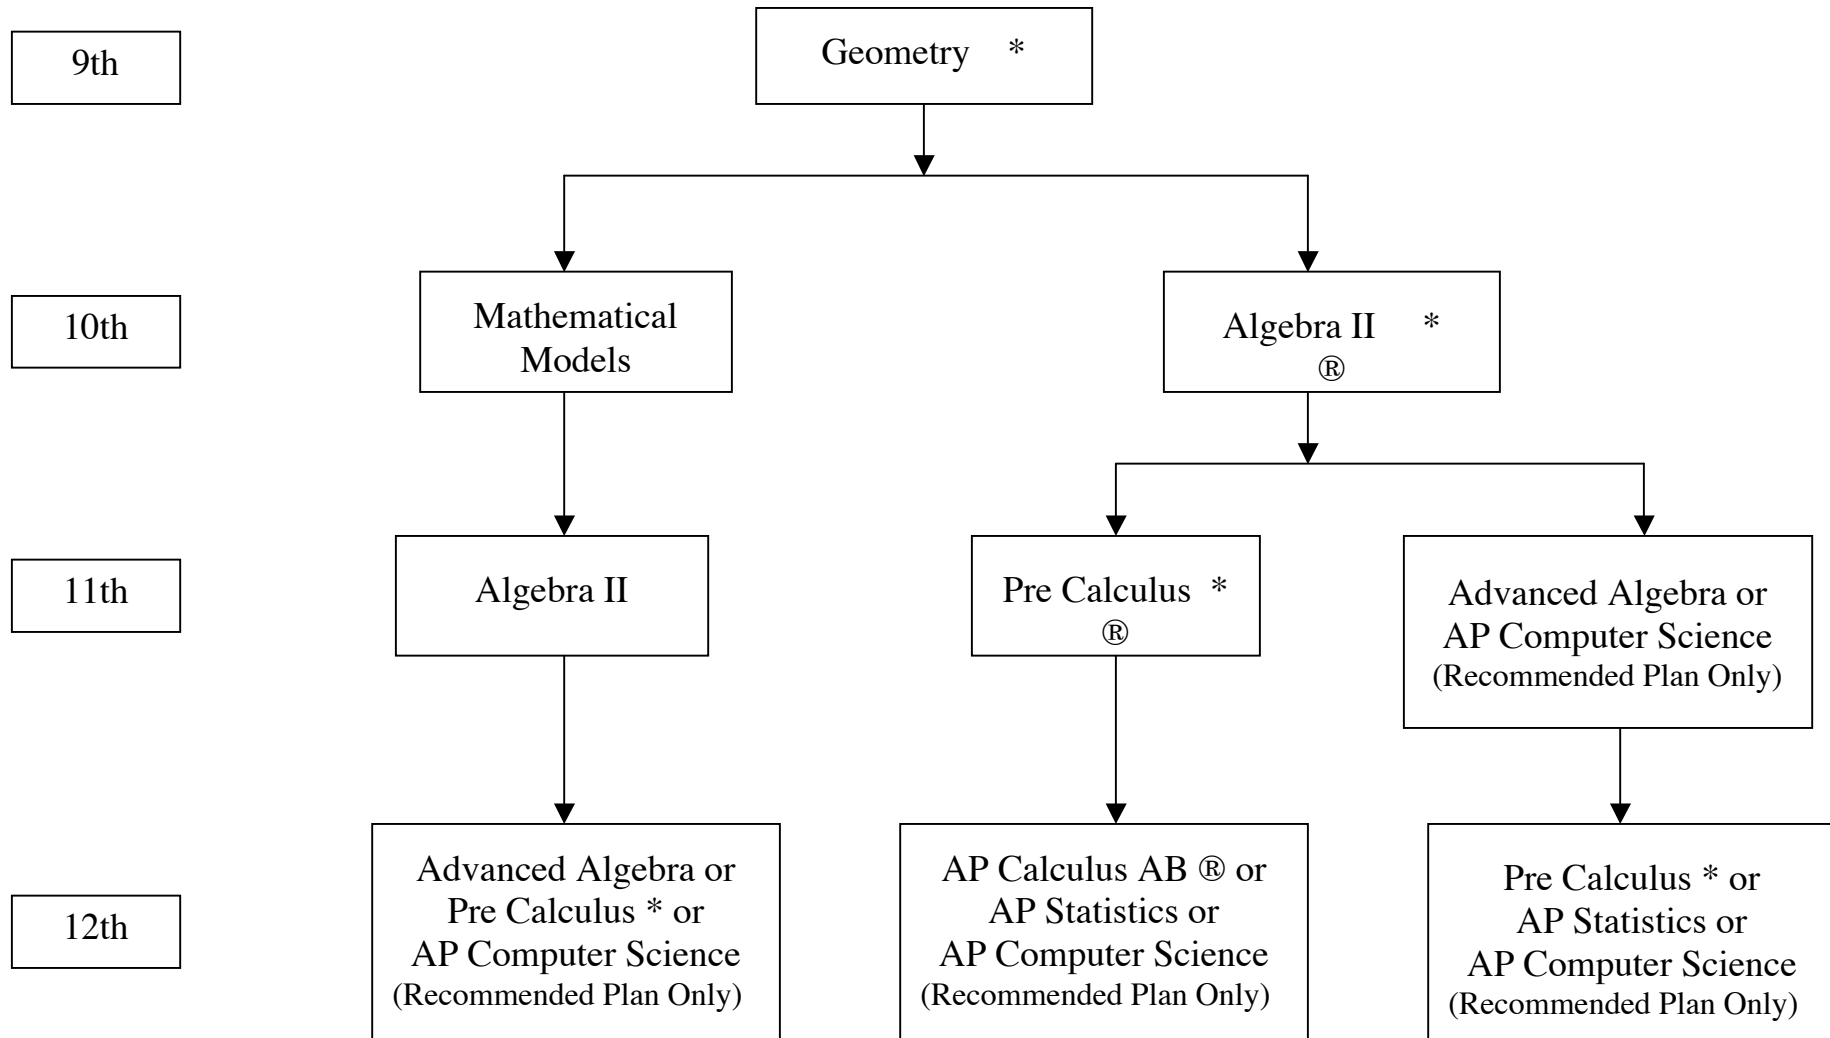 9th
Geometry *
10th
Mathematical
Models
Algebra II *
®
11th
Algebra II
Pre Calculus *
®
Advanced Algebra or
AP Computer Science
(Recommended Plan Only)
12th
Advanced Algebra or
Pre Calculus * or
AP Computer Science
(Recommended Plan Only)
AP Calculus AB ® or
AP Statistics or
AP Computer Science
(Recommended Plan Only)
Pre Calculus * or
AP Statistics or
AP Computer Science
(Recommended Plan Only)